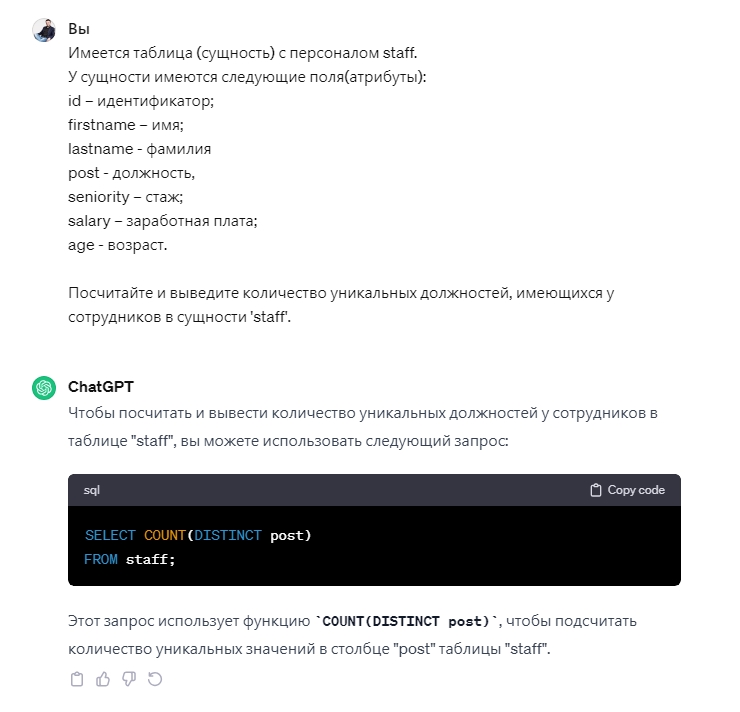 Вы
Имеется таблица (сущность) с персоналом staff.
У сущности имеются следующие поля(атрибуты):
id – идентификатор;
firstname – имя;
lastname - фамилия
post - должность,
seniority – стаж;
salary – заработная плата;
age - возраст.
Посчитайте и выведите количество уникальных должностей, имеющихся у
сотрудников в сущности 'staff'.
ChatGPT
Чтобы посчитать и вывести количество уникальных должностей у сотрудников в
таблице "staff", вы можете использовать следующий запрос:
sql Copy code
SELECT COUNT(DISTINCT post)
FROM staff;
Этот запрос использует функцию `COUNT(DISTINCT post)`, чтобы подсчитать
количество уникальных значений в столбце "post" таблицы "staff".